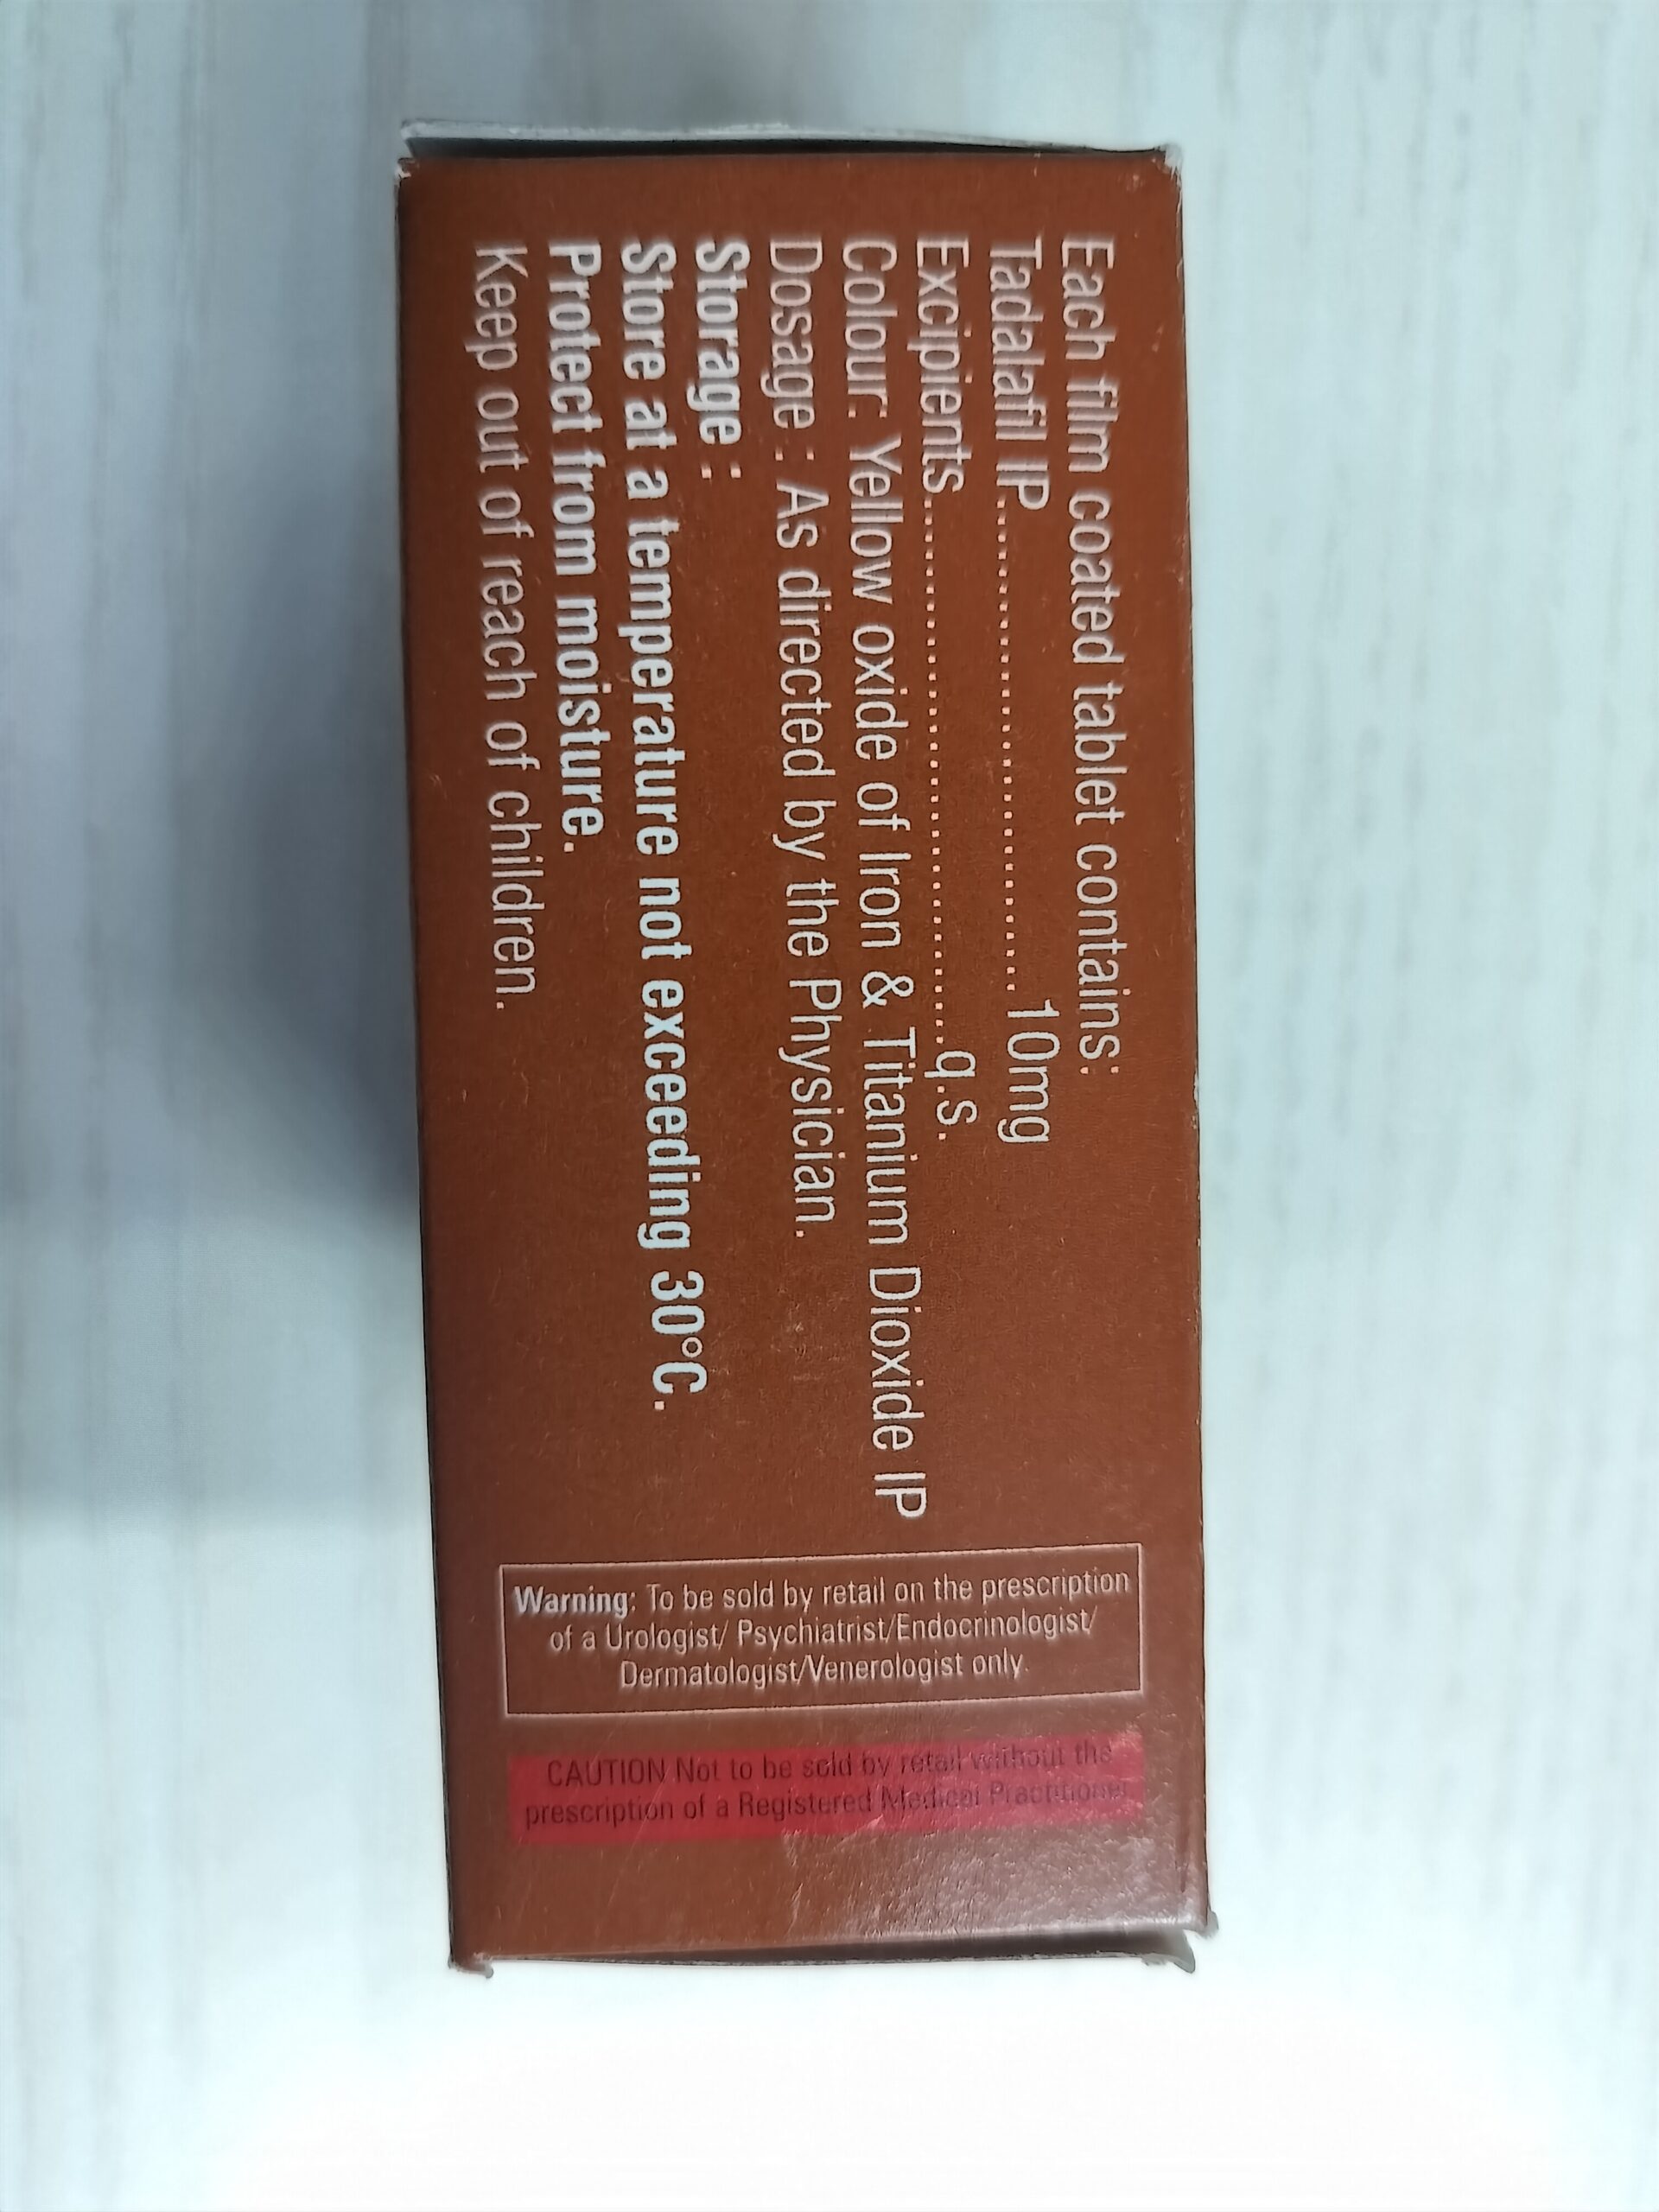 Each film coated tablet contains:
Tadalafil IP........................................ 10mg
Excipients.............................................q.s.
Colour: Yellow oxide of Iron & Titanium Dioxide IP
Dosage : As directed by the Physician.
Storage :
Store at a temperature not exceeding 30°C.
Protect from moisture.
Keep out of reach of children.
Warning: To be sold by retail on the prescription
of a Urologist/ Psychiatrist/Endocrinologist/
Dermatologist/Venerologist only.
CAUTION Not to be sold by retail without the
prescription of a Registered Medical Practitioner